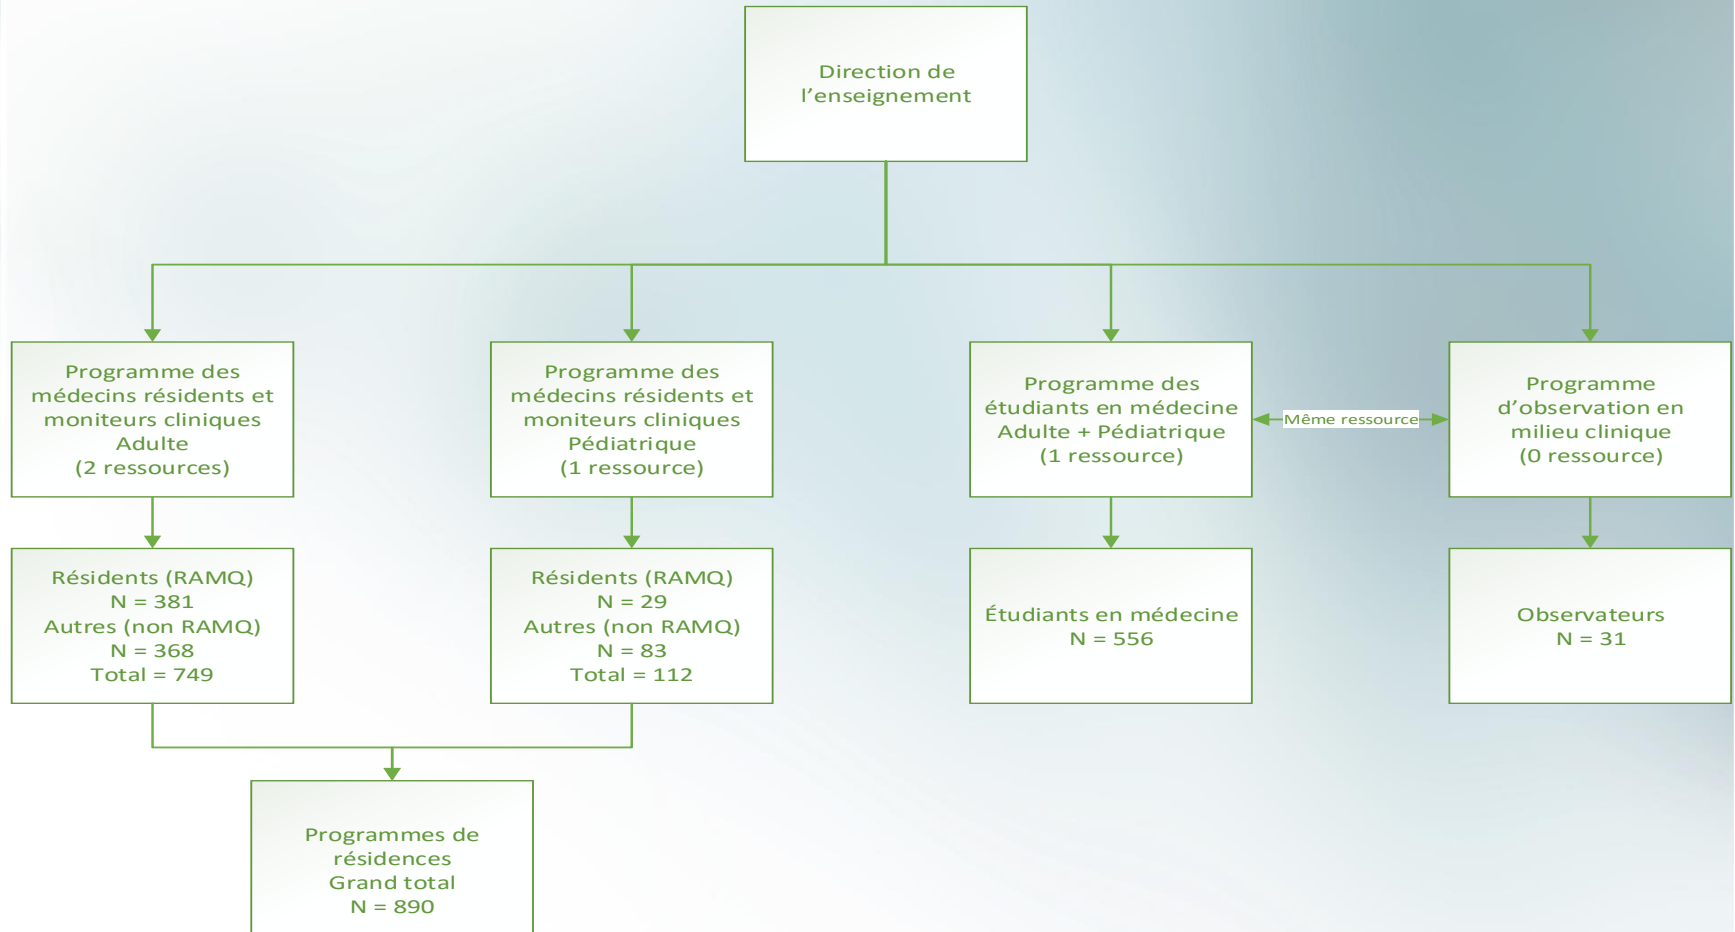 Direction de
l’enseignement
Programme des
médecins résidents et
moniteurs cliniques
Adulte
(2 ressources)
Programme des
médecins résidents et
moniteurs cliniques
Pédiatrique
(1 ressource)
Programme des
étudiants en médecine
Adulte + Pédiatrique
(1 ressource)
Même ressource
Programme
d’observation en
milieu clinique
(0 ressource)
Résidents (RAMQ)
N = 381
Autres (non RAMQ)
N = 368
Total = 749
Résidents (RAMQ)
N = 29
Autres (non RAMQ)
N = 83
Total = 112
Étudiants en médecine
N = 556
Observateurs
N = 31
Programmes de
résidences
Grand total
N = 890